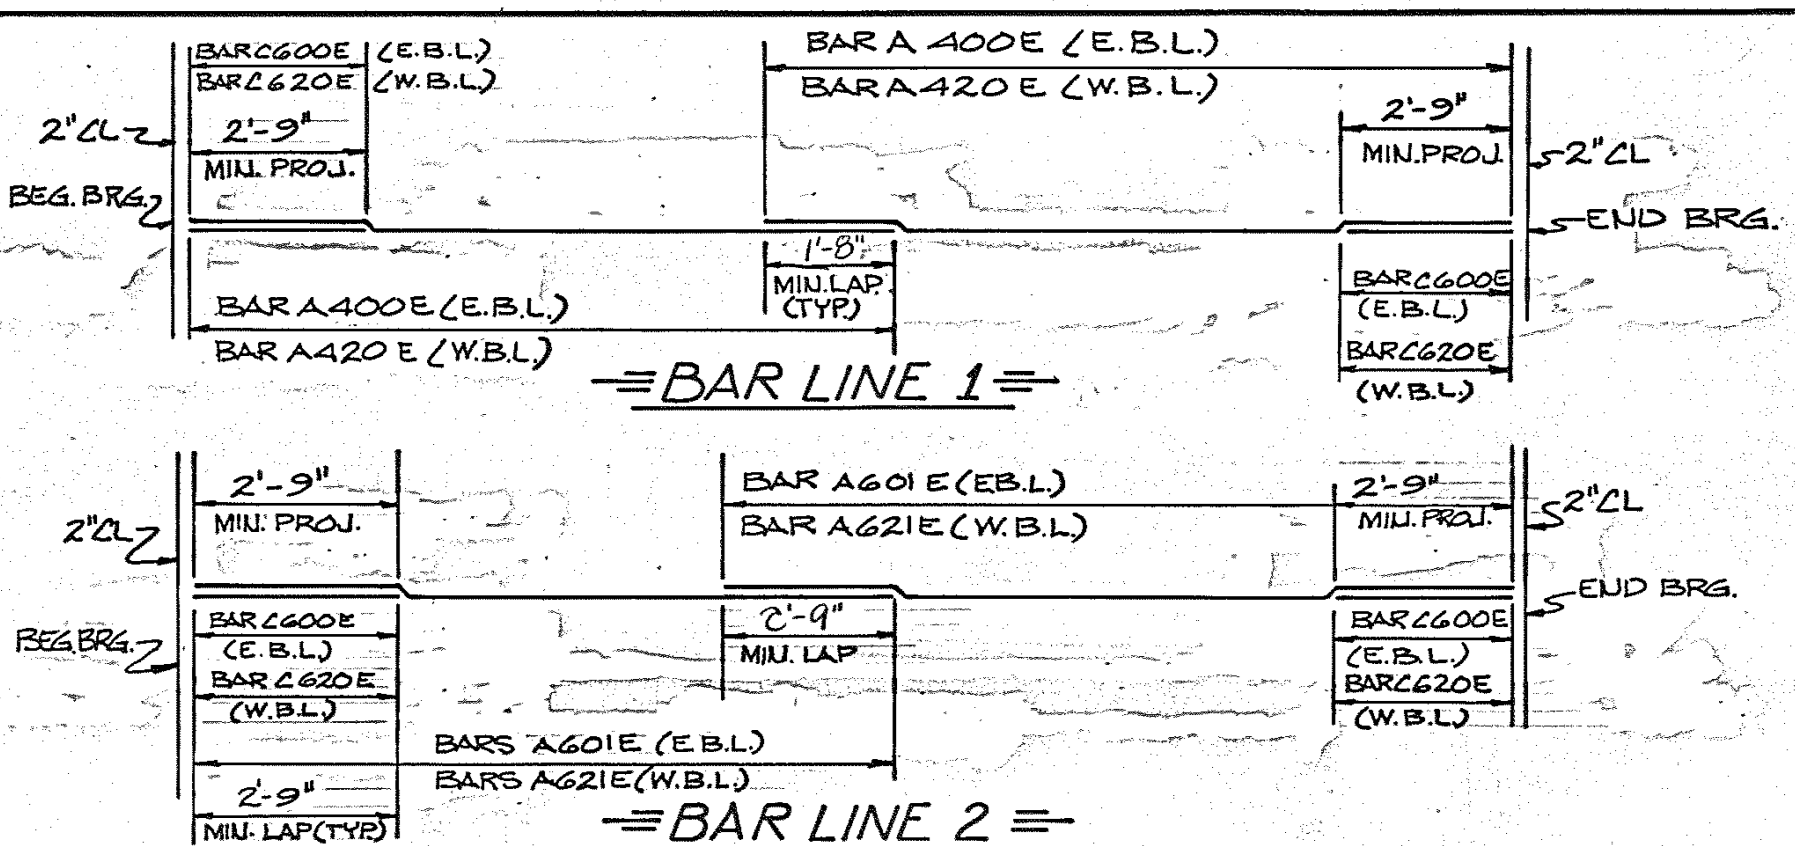 BAR C600E (E.B.L.)
BAR C620E (W.B.L.)
BAR A 400E (E.B.L.)
BAR A420E (W.B.L.)
2" CL
2'-9"
MIN. PROJ.
2'-9"
MIN. PROJ.
2" CL
BEG. BRG.
END BRG.
1'-8"
MIN. LAP.
(TYP.)
BAR A400E (E.B.L.)
BAR A420E (W.B.L.)
BAR C600E
(E.B.L.)
BAR C620E
(W.B.L.)
BAR LINE 1
2'-9"
MIN. PROJ.
BAR A601E (E.B.L.)
BAR A621E (W.B.L.)
2'-9"
MIN. PROJ.
2" CL
2" CL
BEG. BRG.
END BRG.
BAR C600E
(E.B.L.)
BAR C620E
(W.B.L.)
2'-9"
MIN. LAP
BAR C600E
(E.B.L.)
BAR C620E
(W.B.L.)
BARS A601E (E.B.L.)
BARS A621E (W.B.L.)
2'-9"
MIN. LAP (TYP.)
BAR LINE 2